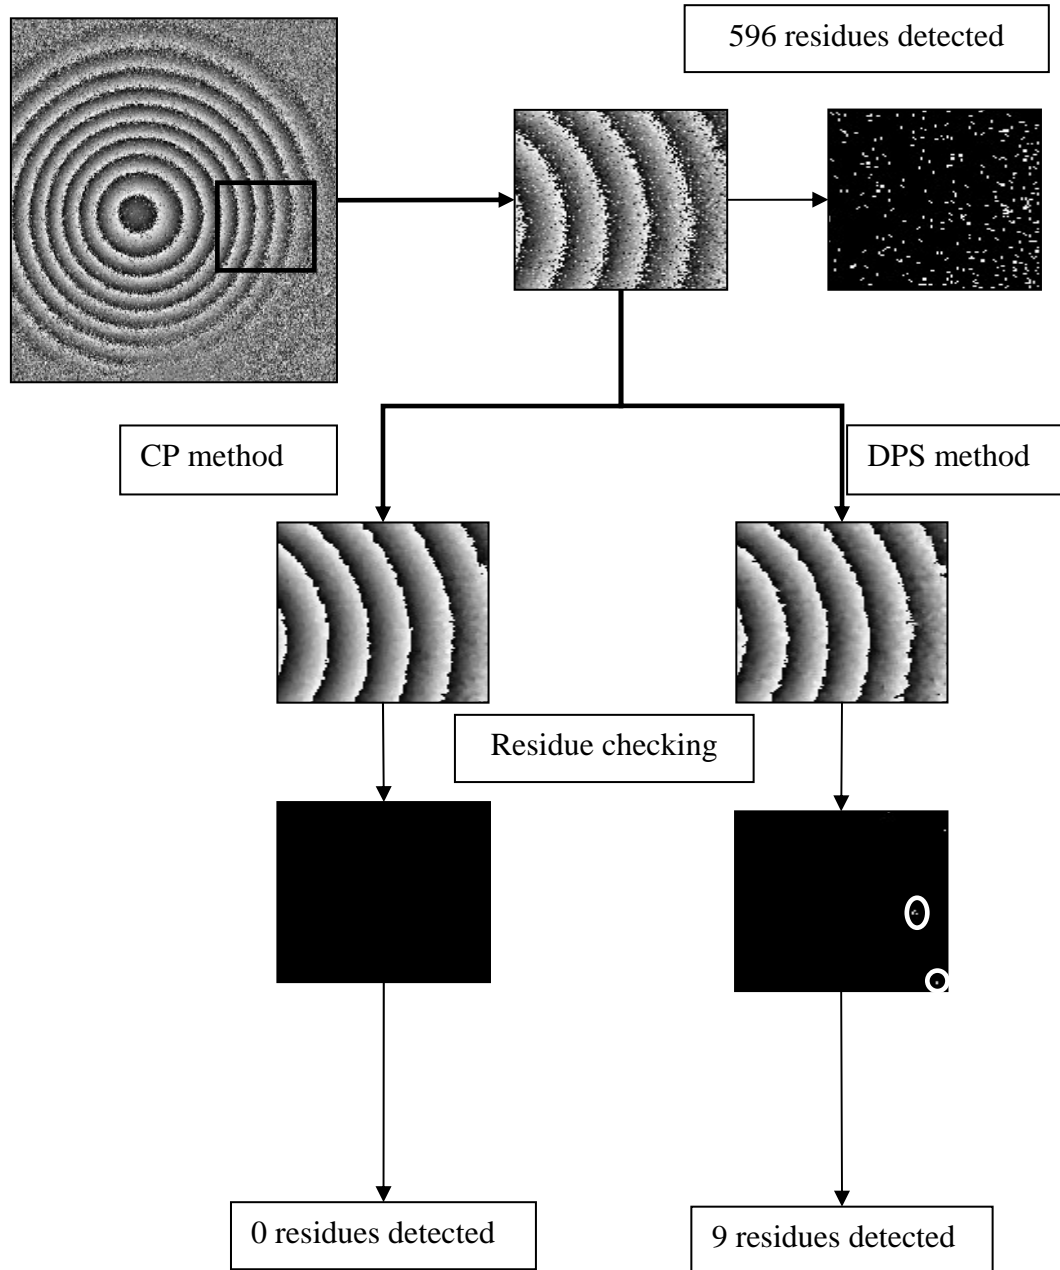 596 residues detected
CP method
DPS method
Residue checking
0 residues detected
9 residues detected